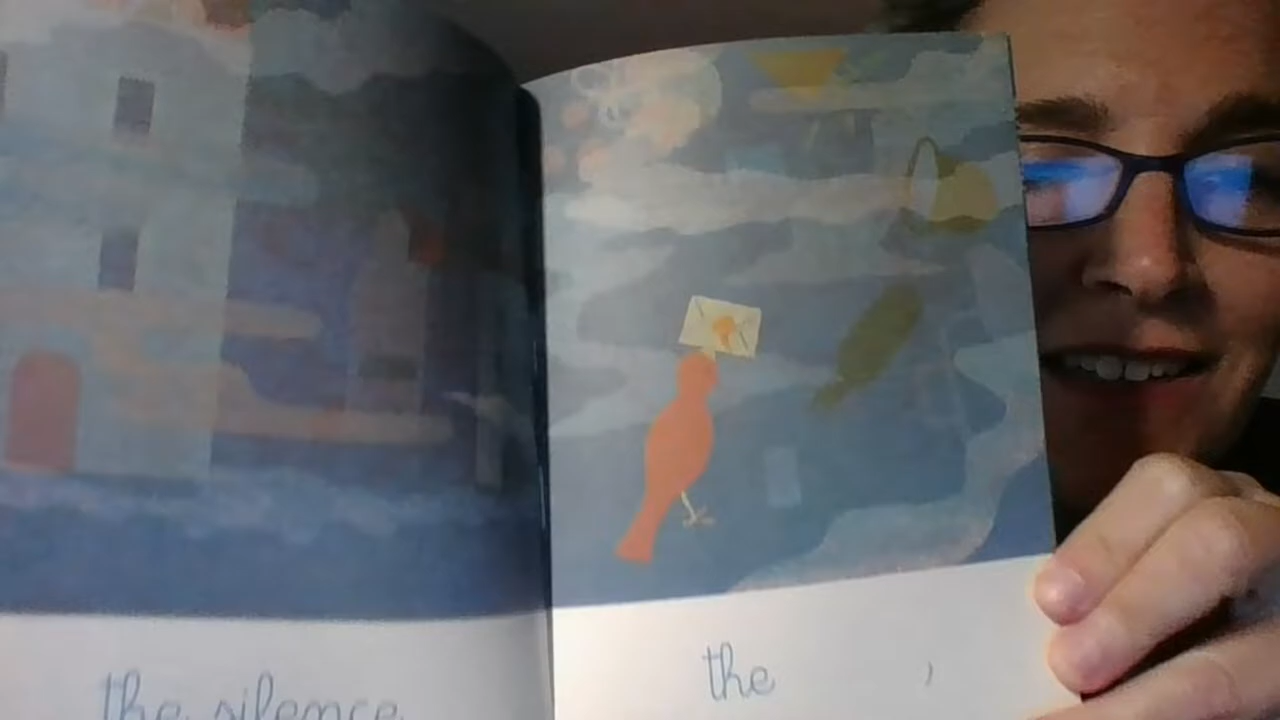 the silence
the      ,